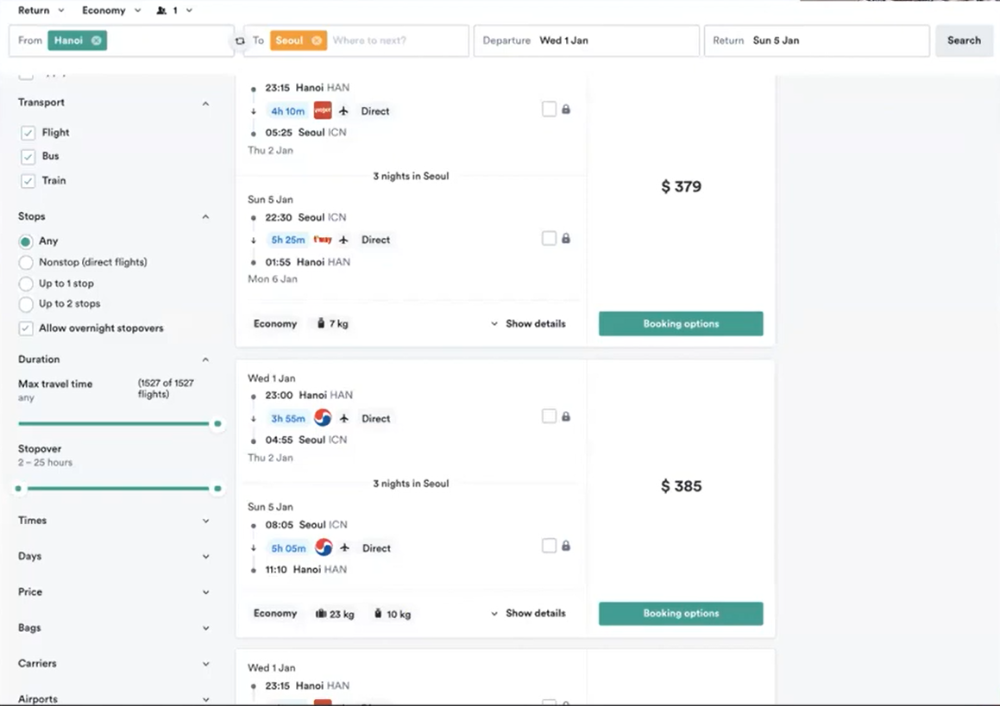 Return Economy 1
From Hanoi To Seoul Where to next? Departure Wed 1 Jan Return Sun 5 Jan Search
Transport
Flight
Bus
Train
Stops
Any
Nonstop (direct flights)
Up to 1 stop
Up to 2 stops
Allow overnight stopovers
Duration
Max travel time (1527 of 1527 flights)
any
Stopover
2 – 25 hours
Times
Days
Price
Bags
Carriers
Airports
23:15 Hanoi HAN
4h 10m vietjet Direct
05:25 Seoul ICN
Thu 2 Jan
3 nights in Seoul
Sun 5 Jan
22:30 Seoul ICN
5h 25m t'way Direct
01:55 Hanoi HAN
Mon 6 Jan
Economy 7 kg Show details
$ 379
Booking options
Wed 1 Jan
23:00 Hanoi HAN
3h 55m Direct
04:55 Seoul ICN
Thu 2 Jan
3 nights in Seoul
Sun 5 Jan
08:05 Seoul ICN
5h 05m Direct
11:10 Hanoi HAN
Economy 23 kg 10 kg Show details
$ 385
Booking options
Wed 1 Jan
23:15 Hanoi HAN